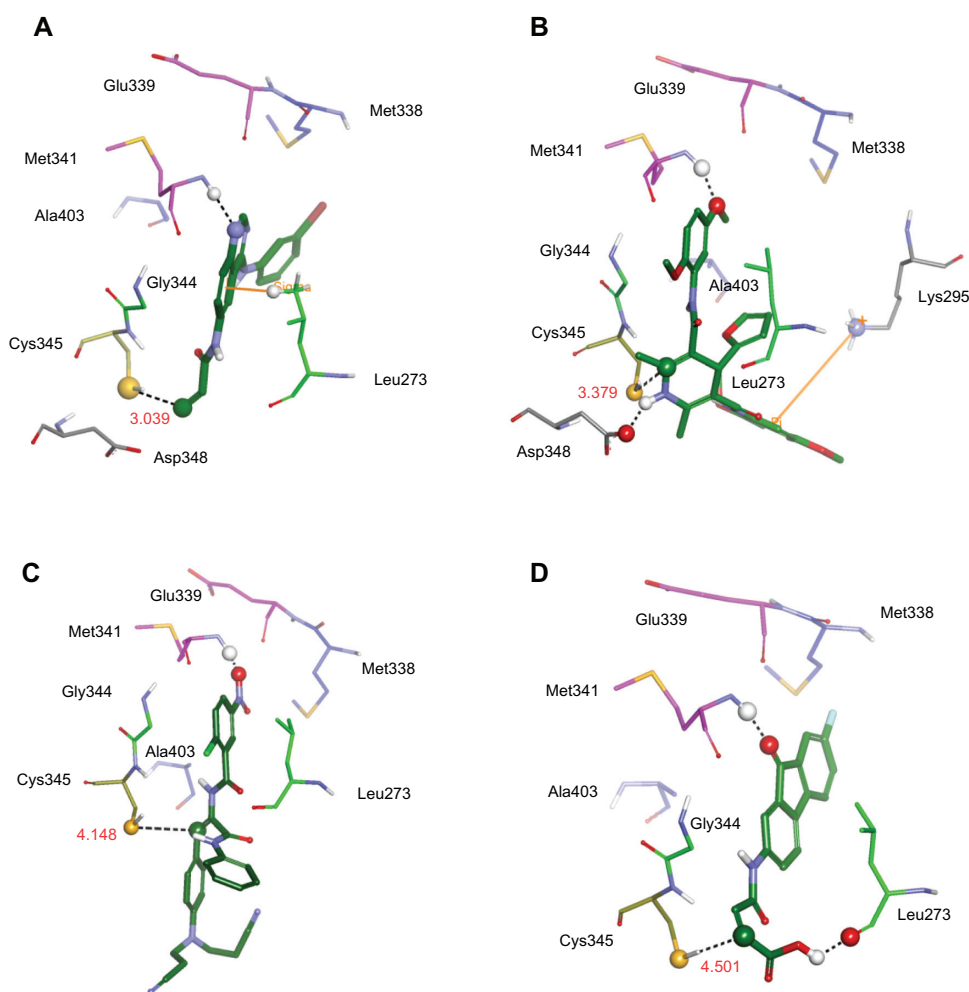 A
Glu339
Met338
Met341
Ala403
Gly344
Sigma
Cys345
Leu273
3.039
Asp348
B
Glu339
Met338
Met341
Gly344
Ala403
Lys295
+
Cys345
Leu273
3.379
Pi
Asp348
C
Glu339
Met341
Met338
Gly344
Ala403
Cys345
Leu273
4.148
D
Glu339
Met338
Met341
Ala403
Gly344
Leu273
Cys345
4.501